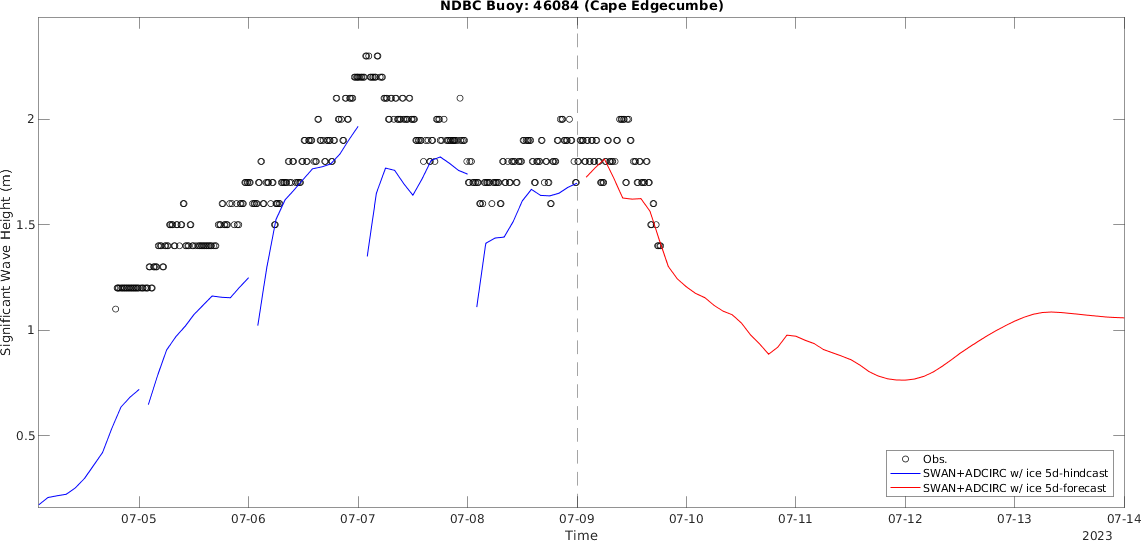 NDBC Buoy: 46084 (Cape Edgecumbe)
Significant Wave Height (m)
2
1.5
1
0.5
Obs.
SWAN+ADCIRC w/ ice 5d-hindcast
SWAN+ADCIRC w/ ice 5d-forecast
07-05 07-06 07-07 07-08 07-09 07-10 07-11 07-12 07-13 07-14
Time
2023